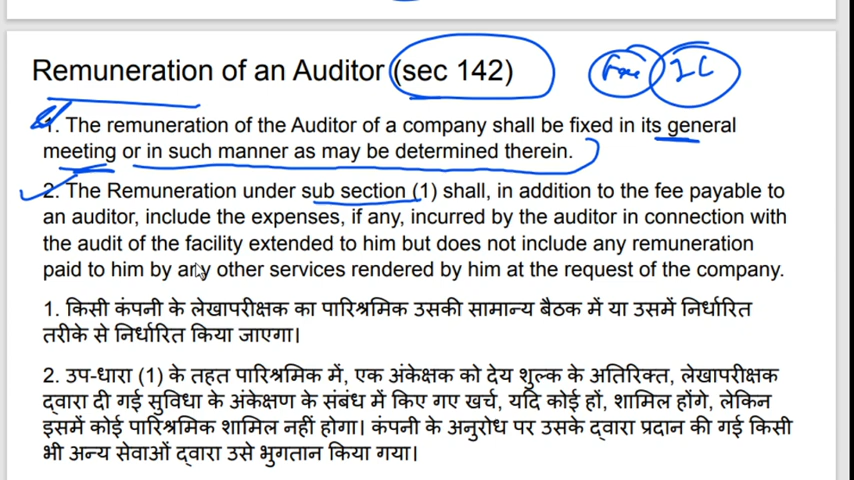 Remuneration of an Auditor (sec 142)
Fee
1. The remuneration of the Auditor of a company shall be fixed in its general
meeting or in such manner as may be determined therein.
2. The Remuneration under sub section (1) shall, in addition to the fee payable to
an auditor, include the expenses, if any, incurred by the auditor in connection with
the audit of the facility extended to him but does not include any remuneration
paid to him by any other services rendered by him at the request of the company.
1. किसी कंपनी के लेखापरीक्षक का पारिश्रमिक उसकी सामान्य बैठक में या उसमें निर्धारित
तरीके से निर्धारित किया जाएगा।
2. उप-धारा (1) के तहत पारिश्रमिक में, एक अंकेक्षक को देय शुल्क के अतिरिक्त, लेखापरीक्षक
द्वारा दी गई सुविधा के अंकेक्षण के संबंध में किए गए खर्च, यदि कोई हों, शामिल होंगे, लेकिन
इसमें कोई पारिश्रमिक शामिल नहीं होगा। कंपनी के अनुरोध पर उसके द्वारा प्रदान की गई किसी
भी अन्य सेवाओं द्वारा उसे भुगतान किया गया।